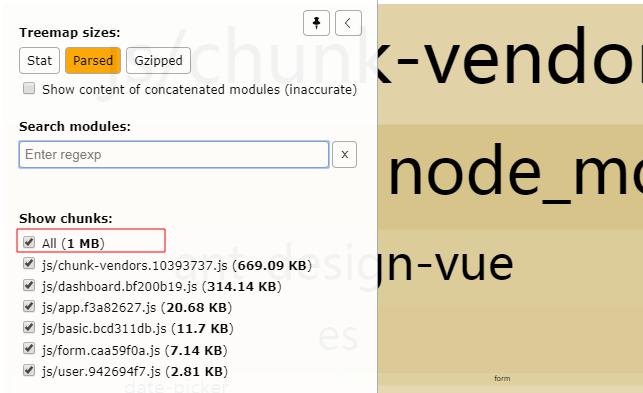 Treemap sizes:
Stat Parsed Gzipped
Show content of concatenated modules (inaccurate)
Search modules:
Enter regexp x
Show chunks:
All (1 MB)
js/chunk-vendors.10393737.js (669.09 KB)
js/dashboard.bf200b19.js (314.14 KB)
js/app.f3a82627.js (20.68 KB)
js/basic.bcd311db.js (11.7 KB)
js/form.caa59f0a.js (7.14 KB)
js/user.942694f7.js (2.81 KB)
js/chunk-vendor
node_mo
ant-design-vue
es
date-picker
form